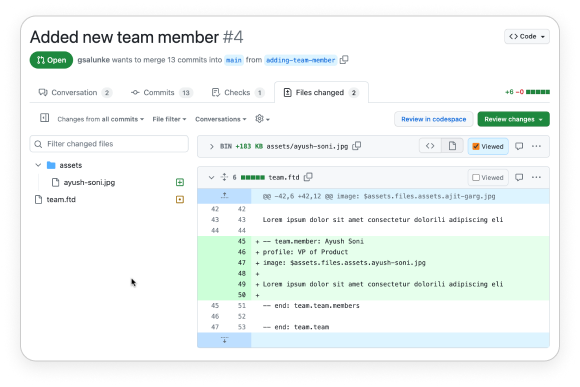 Added new team member #4
<> Code
Open gsalunke wants to merge 13 commits into main from adding-team-member
Conversation 2 Commits 13 Checks 1 Files changed 2 +6 −0
Changes from all commits File filter Conversations Review in codespace Review changes
Filter changed files
assets
ayush-soni.jpg
team.ftd
BIN +183 KB assets/ayush-soni.jpg <> Viewed
6 team.ftd Viewed
@@ -42,6 +42,12 @@ image: $assets.files.assets.ajit-garg.jpg
42 42
43 43 Lorem ipsum dolor sit amet consectetur dolorili adipiscing eli
44 44
45 + -- team.member: Ayush Soni
46 + profile: VP of Product
47 + image: $assets.files.assets.ayush-soni.jpg
48 +
49 + Lorem ipsum dolor sit amet consectetur dolorili adipiscing eli
50 +
45 51 -- end: team.team.members
46 52
47 53 -- end: team.team